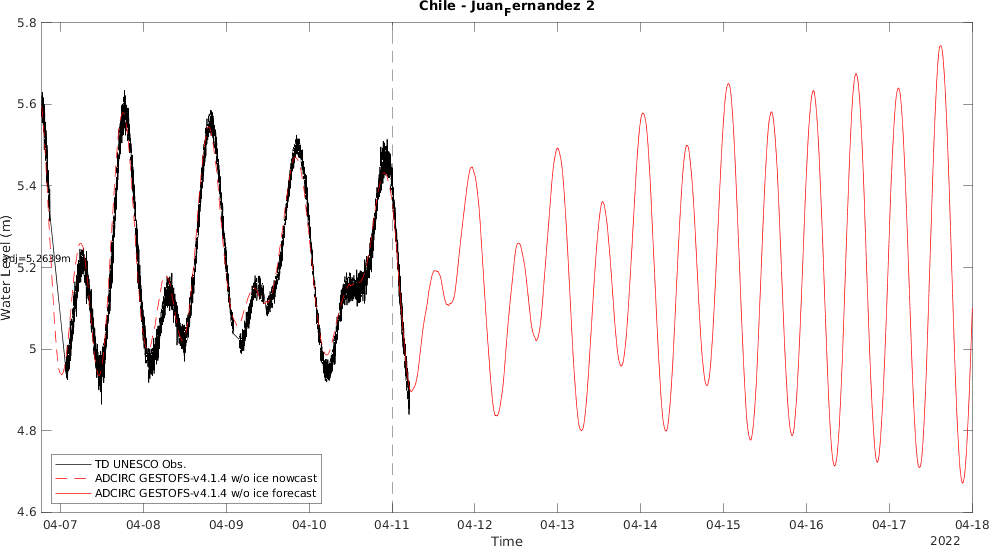 Chile - Juan_Fernandez 2
5.8
5.6
5.4
5.2
5
4.8
4.6
Water Level (m)
adj=5.2639m
TD UNESCO Obs.
ADCIRC GESTOFS-v4.1.4 w/o ice nowcast
ADCIRC GESTOFS-v4.1.4 w/o ice forecast
04-07
04-08
04-09
04-10
04-11
04-12
04-13
04-14
04-15
04-16
04-17
04-18
Time
2022